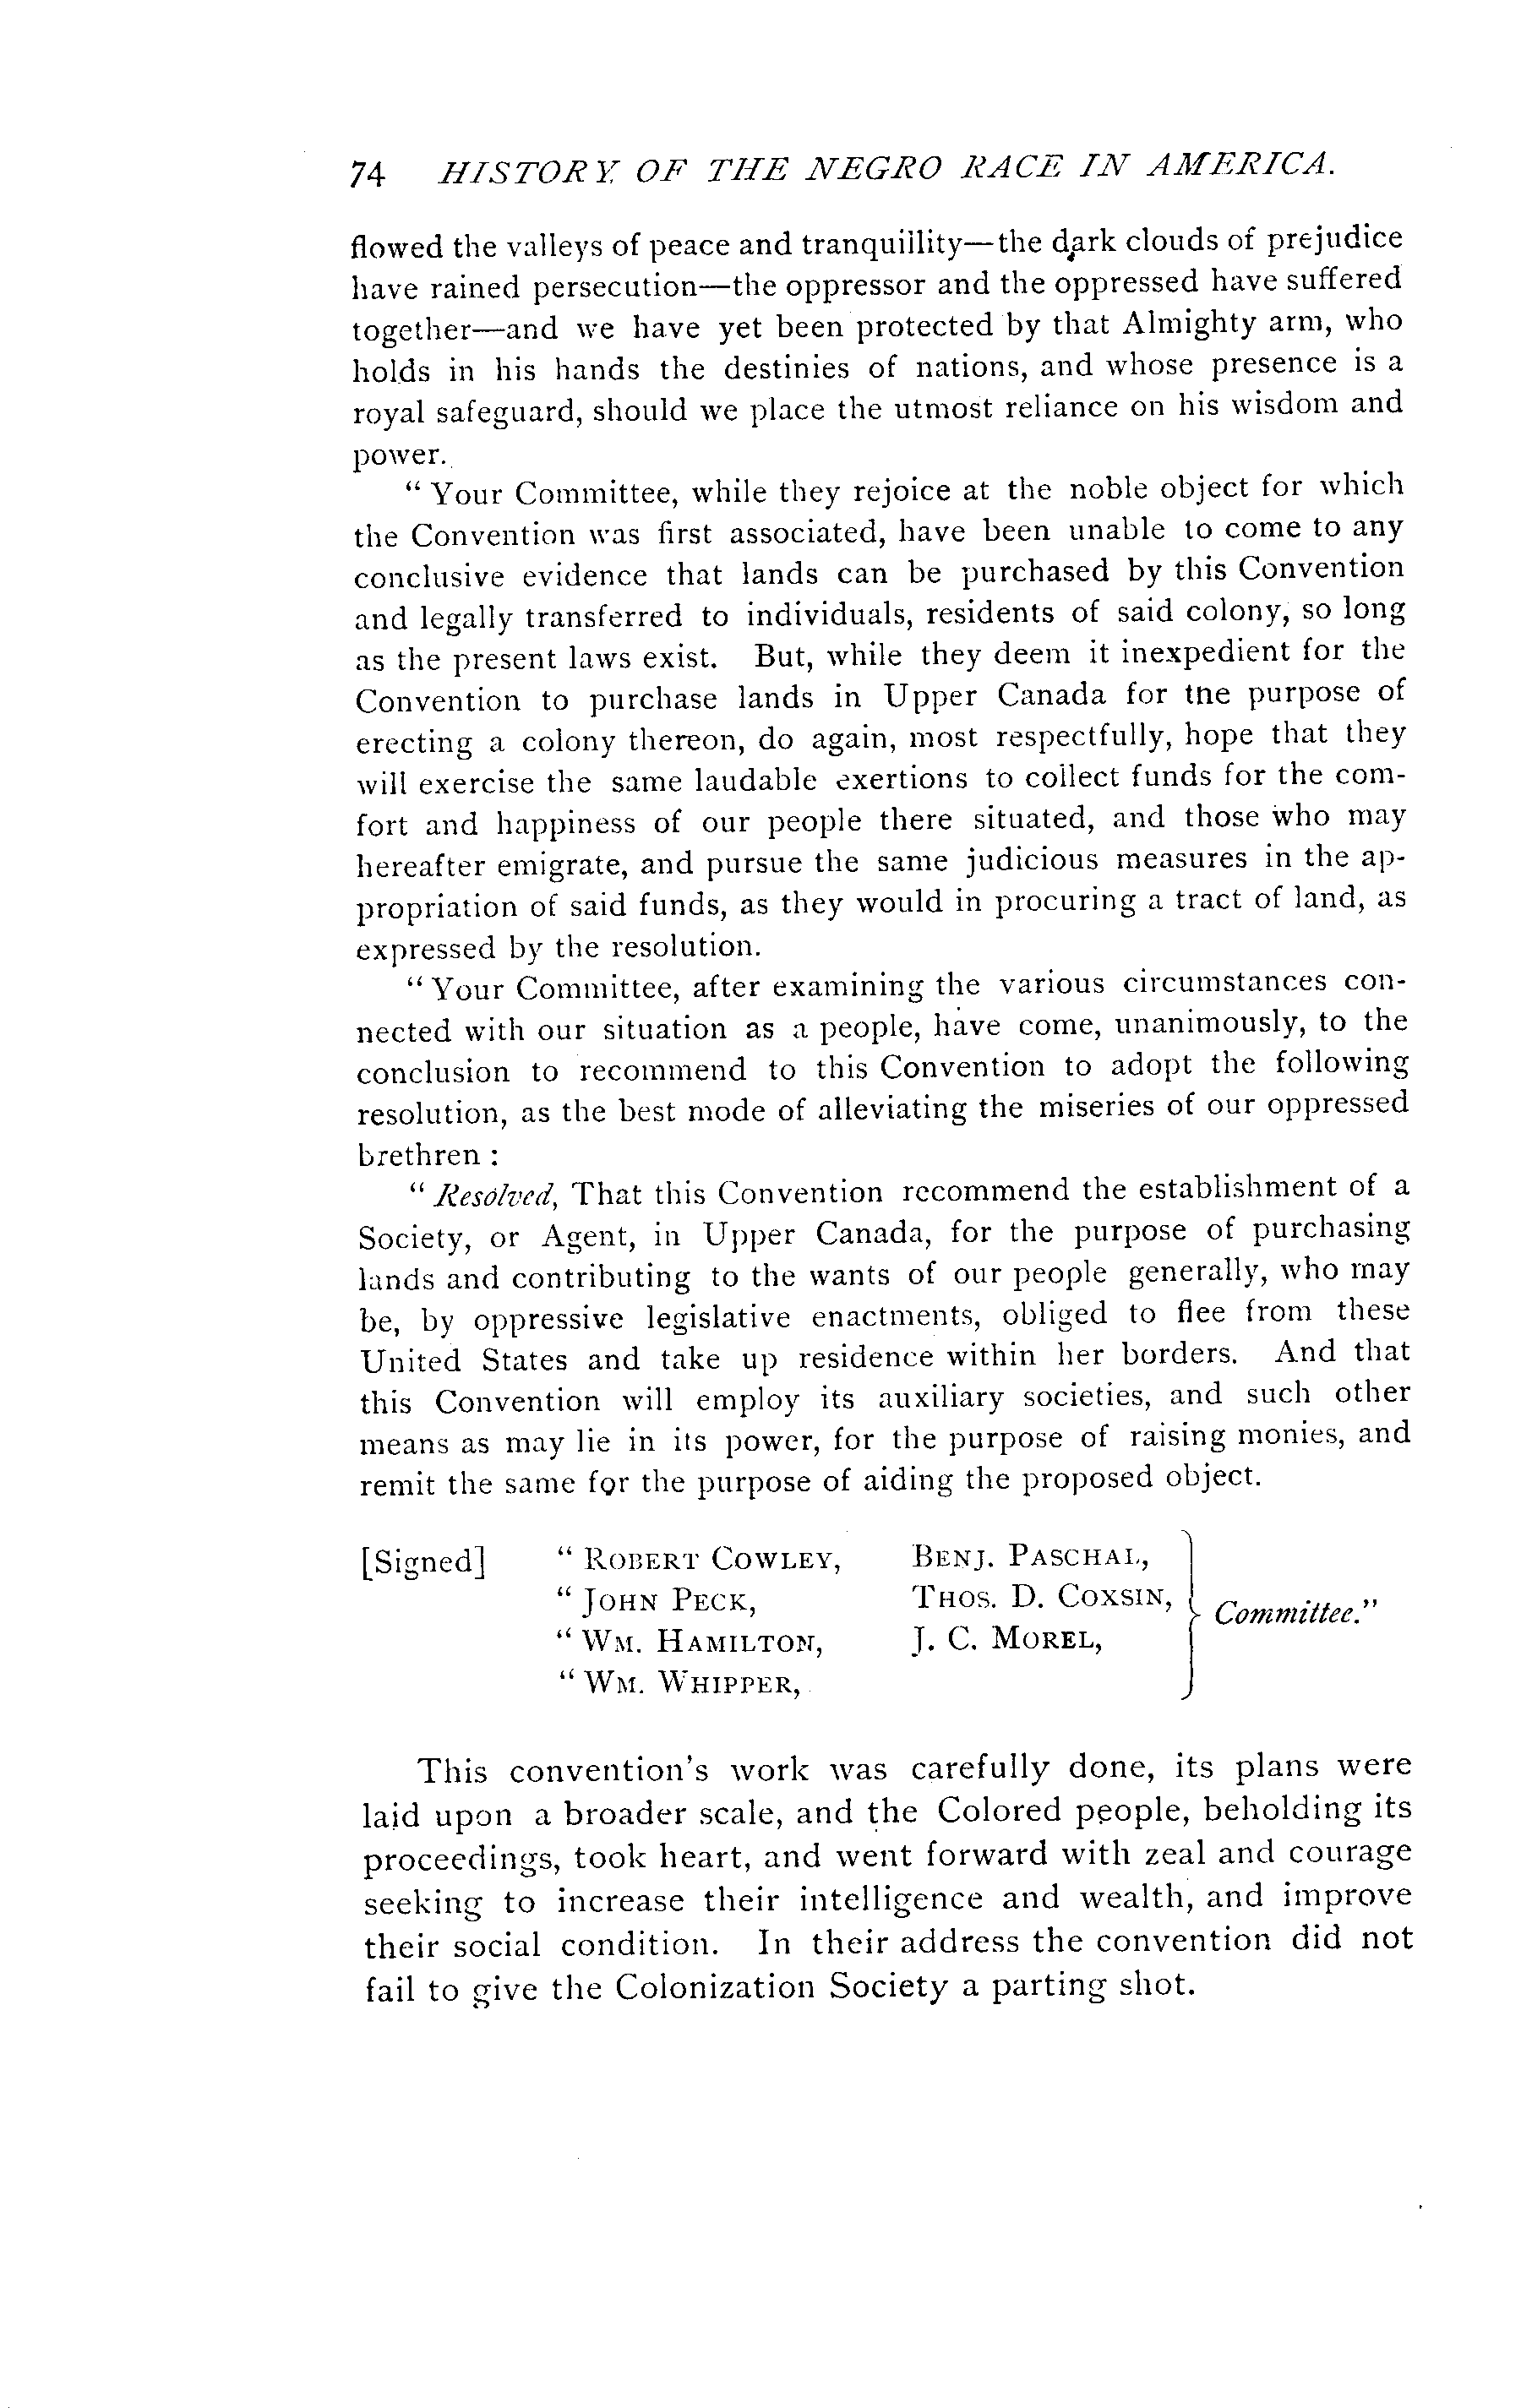 74 HISTORY OF THE NEGRO RACE IN AMERICA.
flowed the valleys of peace and tranquillity—the dark clouds of prejudice
have rained persecution—the oppressor and the oppressed have suffered
together—and we have yet been protected by that Almighty arm, who
holds in his hands the destinies of nations, and whose presence is a
royal safeguard, should we place the utmost reliance on his wisdom and
power.
“ Your Committee, while they rejoice at the noble object for which
the Convention was first associated, have been unable to come to any
conclusive evidence that lands can be purchased by this Convention
and legally transferred to individuals, residents of said colony, so long
as the present laws exist. But, while they deem it inexpedient for the
Convention to purchase lands in Upper Canada for the purpose of
erecting a colony thereon, do again, most respectfully, hope that they
will exercise the same laudable exertions to collect funds for the com-
fort and happiness of our people there situated, and those who may
hereafter emigrate, and pursue the same judicious measures in the ap-
propriation of said funds, as they would in procuring a tract of land, as
expressed by the resolution.
“ Your Committee, after examining the various circumstances con-
nected with our situation as a people, have come, unanimously, to the
conclusion to recommend to this Convention to adopt the following
resolution, as the best mode of alleviating the miseries of our oppressed
brethren :
“ Resolved, That this Convention recommend the establishment of a
Society, or Agent, in Upper Canada, for the purpose of purchasing
lands and contributing to the wants of our people generally, who may
be, by oppressive legislative enactments, obliged to flee from these
United States and take up residence within her borders. And that
this Convention will employ its auxiliary societies, and such other
means as may lie in its power, for the purpose of raising monies, and
remit the same for the purpose of aiding the proposed object.
[Signed] “ ROBERT COWLEY, BENJ. PASCHAL,
“ JOHN PECK, THOS. D. COXSIN, Committee.”
“ WM. HAMILTON, J. C. MOREL,
“ WM. WHIPPER,
This convention's work was carefully done, its plans were
laid upon a broader scale, and the Colored people, beholding its
proceedings, took heart, and went forward with zeal and courage
seeking to increase their intelligence and wealth, and improve
their social condition. In their address the convention did not
fail to give the Colonization Society a parting shot.